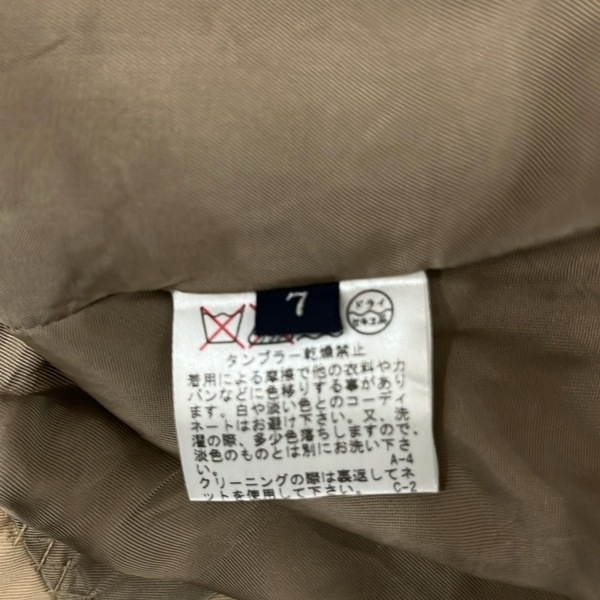 7
ドライ
セキユ系
タンブラー乾燥禁止
着用による摩擦で他の衣料やカ
バンなどに色移りする事があり
ます。白や淡い色とのコーディ
ネートはお避け下さい。又、洗
濯の際、多少色落ちしますので、
淡色のものとは別にお洗い下さ
い。 A-4
クリーニングの際は裏返してネ
ットを使用して下さい。 C-2